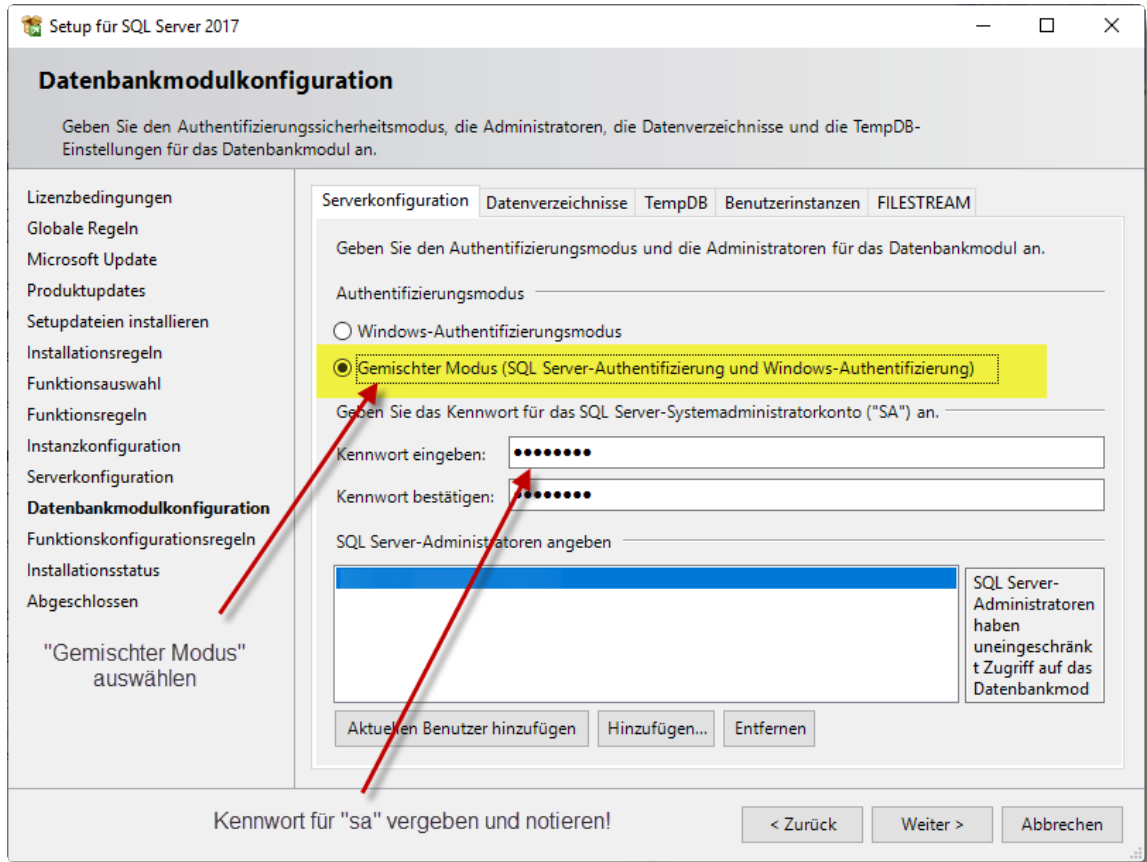 Setup für SQL Server 2017
Datenbankmodulkonfiguration
Geben Sie den Authentifizierungssicherheitsmodus, die Administratoren, die Datenverzeichnisse und die TempDB-
Einstellungen für das Datenbankmodul an.
Lizenzbedingungen
Globale Regeln
Microsoft Update
Produktupdates
Setupdateien installieren
Installationsregeln
Funktionsauswahl
Funktionsregeln
Instanzkonfiguration
Serverkonfiguration
Datenbankmodulkonfiguration
Funktionskonfigurationsregeln
Installationsstatus
Abgeschlossen
"Gemischter Modus"
auswählen
Serverkonfiguration Datenverzeichnisse TempDB Benutzerinstanzen FILESTREAM
Geben Sie den Authentifizierungsmodus und die Administratoren für das Datenbankmodul an.
Authentifizierungsmodus
Windows-Authentifizierungsmodus
Gemischter Modus (SQL Server-Authentifizierung und Windows-Authentifizierung)
Geben Sie das Kennwort für das SQL Server-Systemadministratorkonto ("SA") an.
Kennwort eingeben: ●●●●●●●●
Kennwort bestätigen: ●●●●●●●●
SQL Server-Administratoren angeben
SQL Server-
Administratoren
haben
uneingeschränk
t Zugriff auf das
Datenbankmod
Aktuellen Benutzer hinzufügen Hinzufügen... Entfernen
Kennwort für "sa" vergeben und notieren!
< Zurück Weiter > Abbrechen